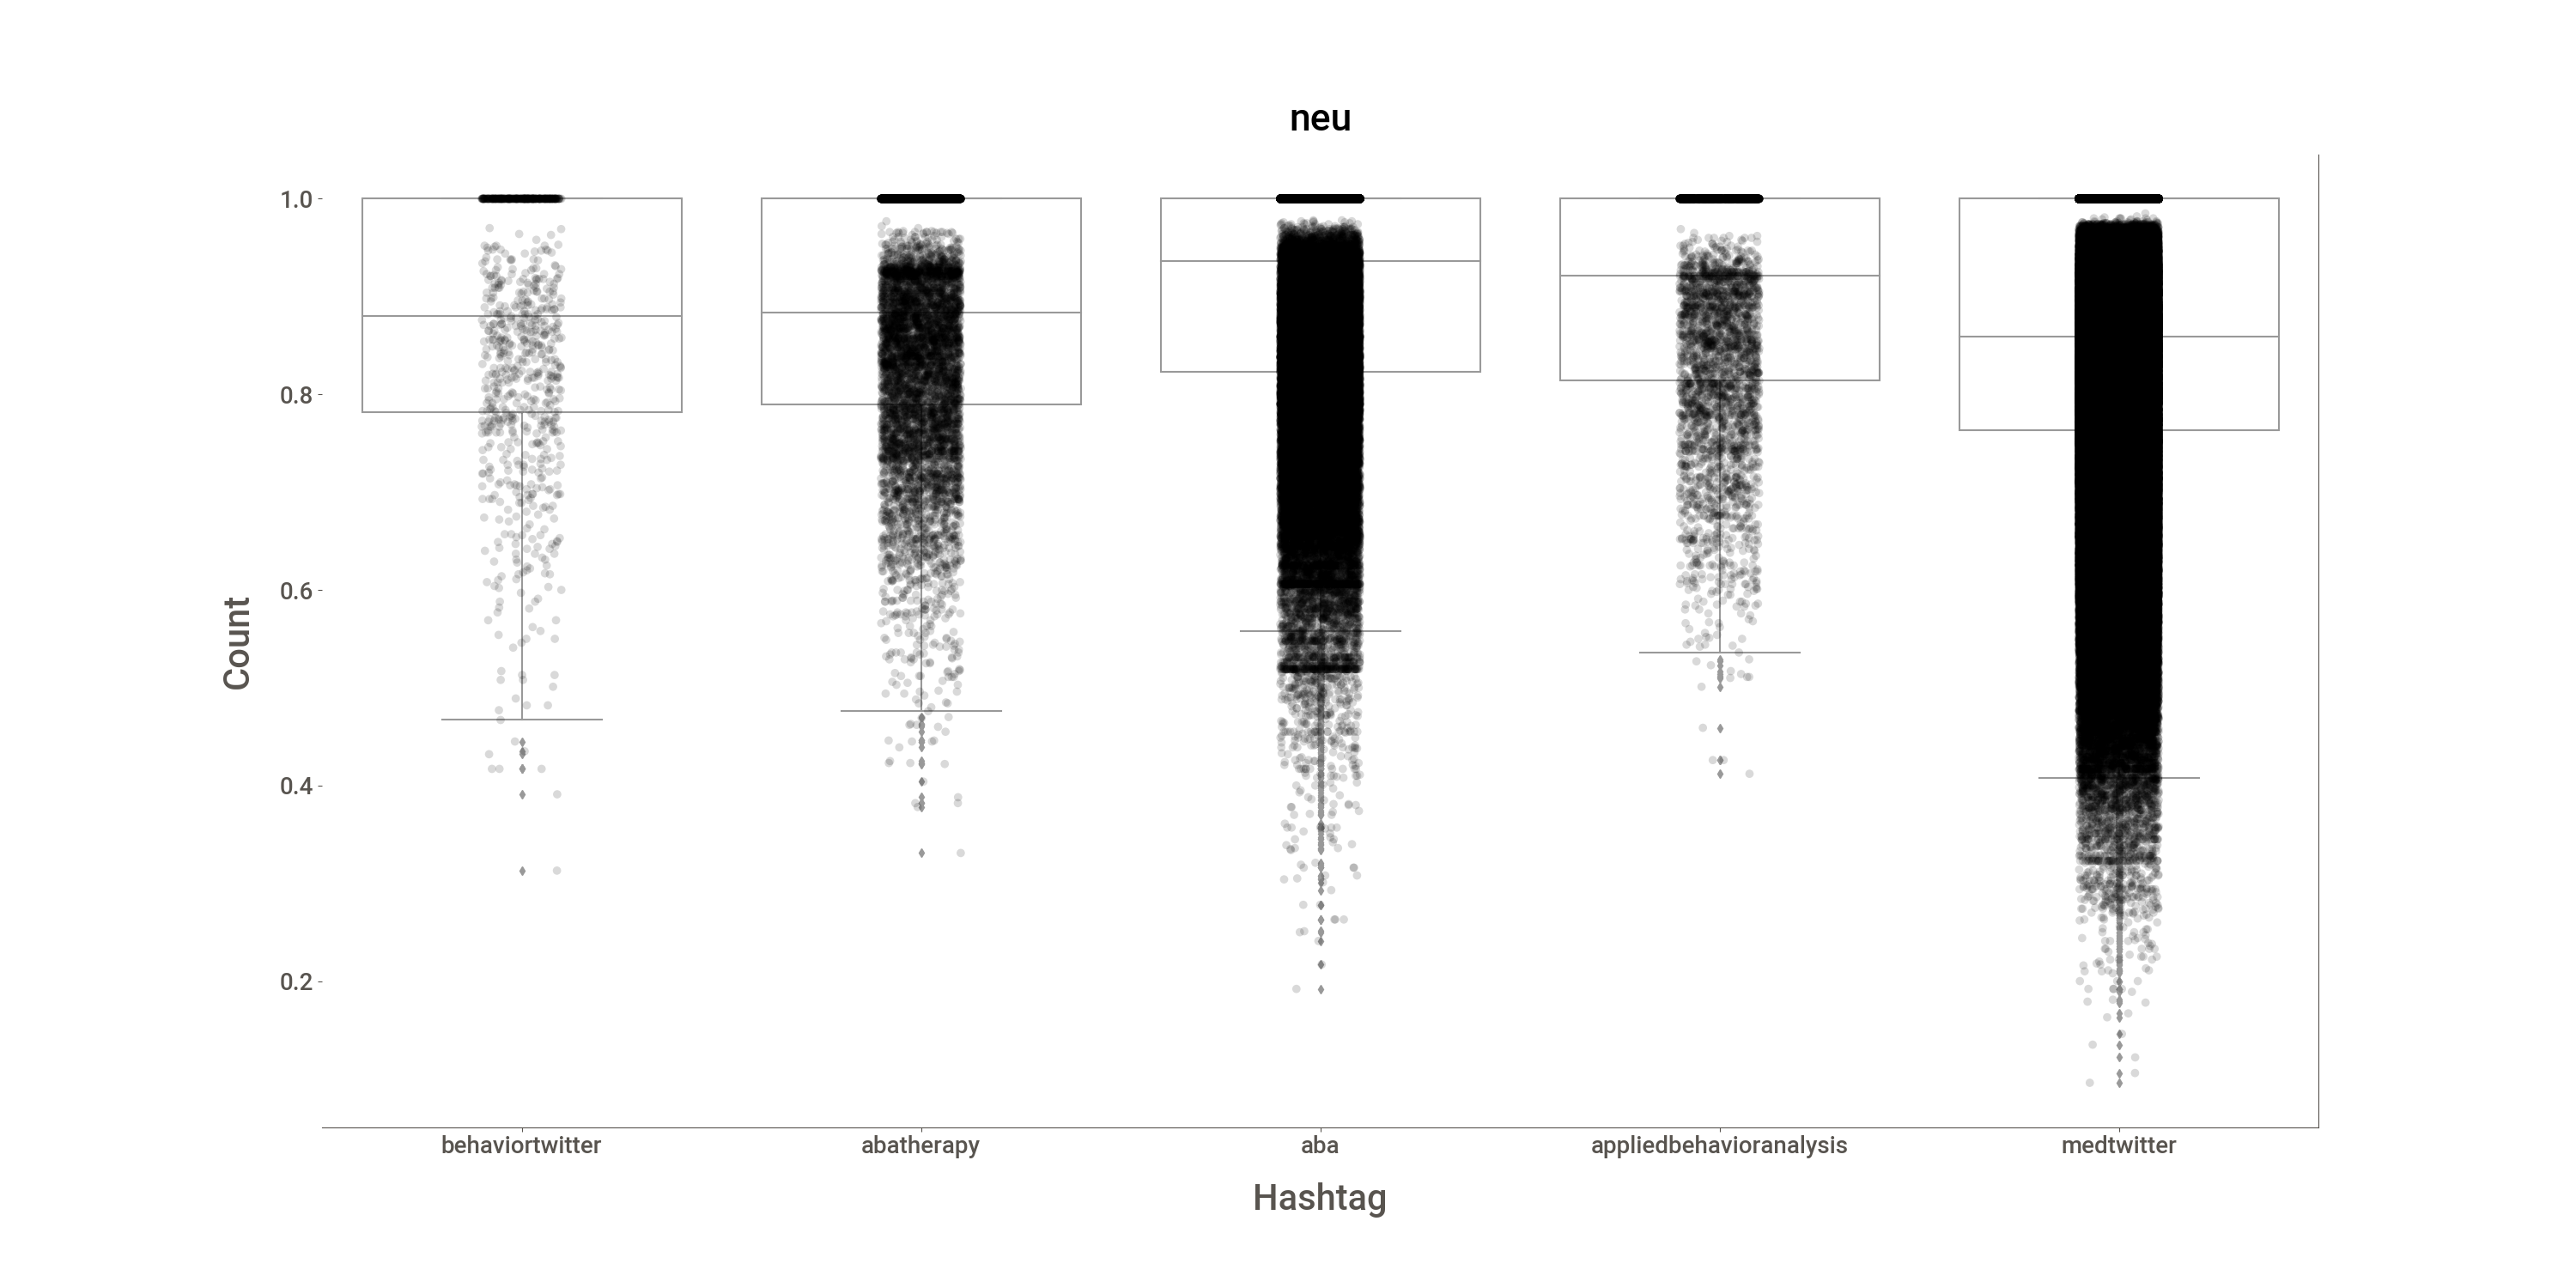 neu
1.0
0.8
0.6
0.4
0.2
Count
behaviortwitter
abatherapy
aba
appliedbehavioranalysis
medtwitter
Hashtag